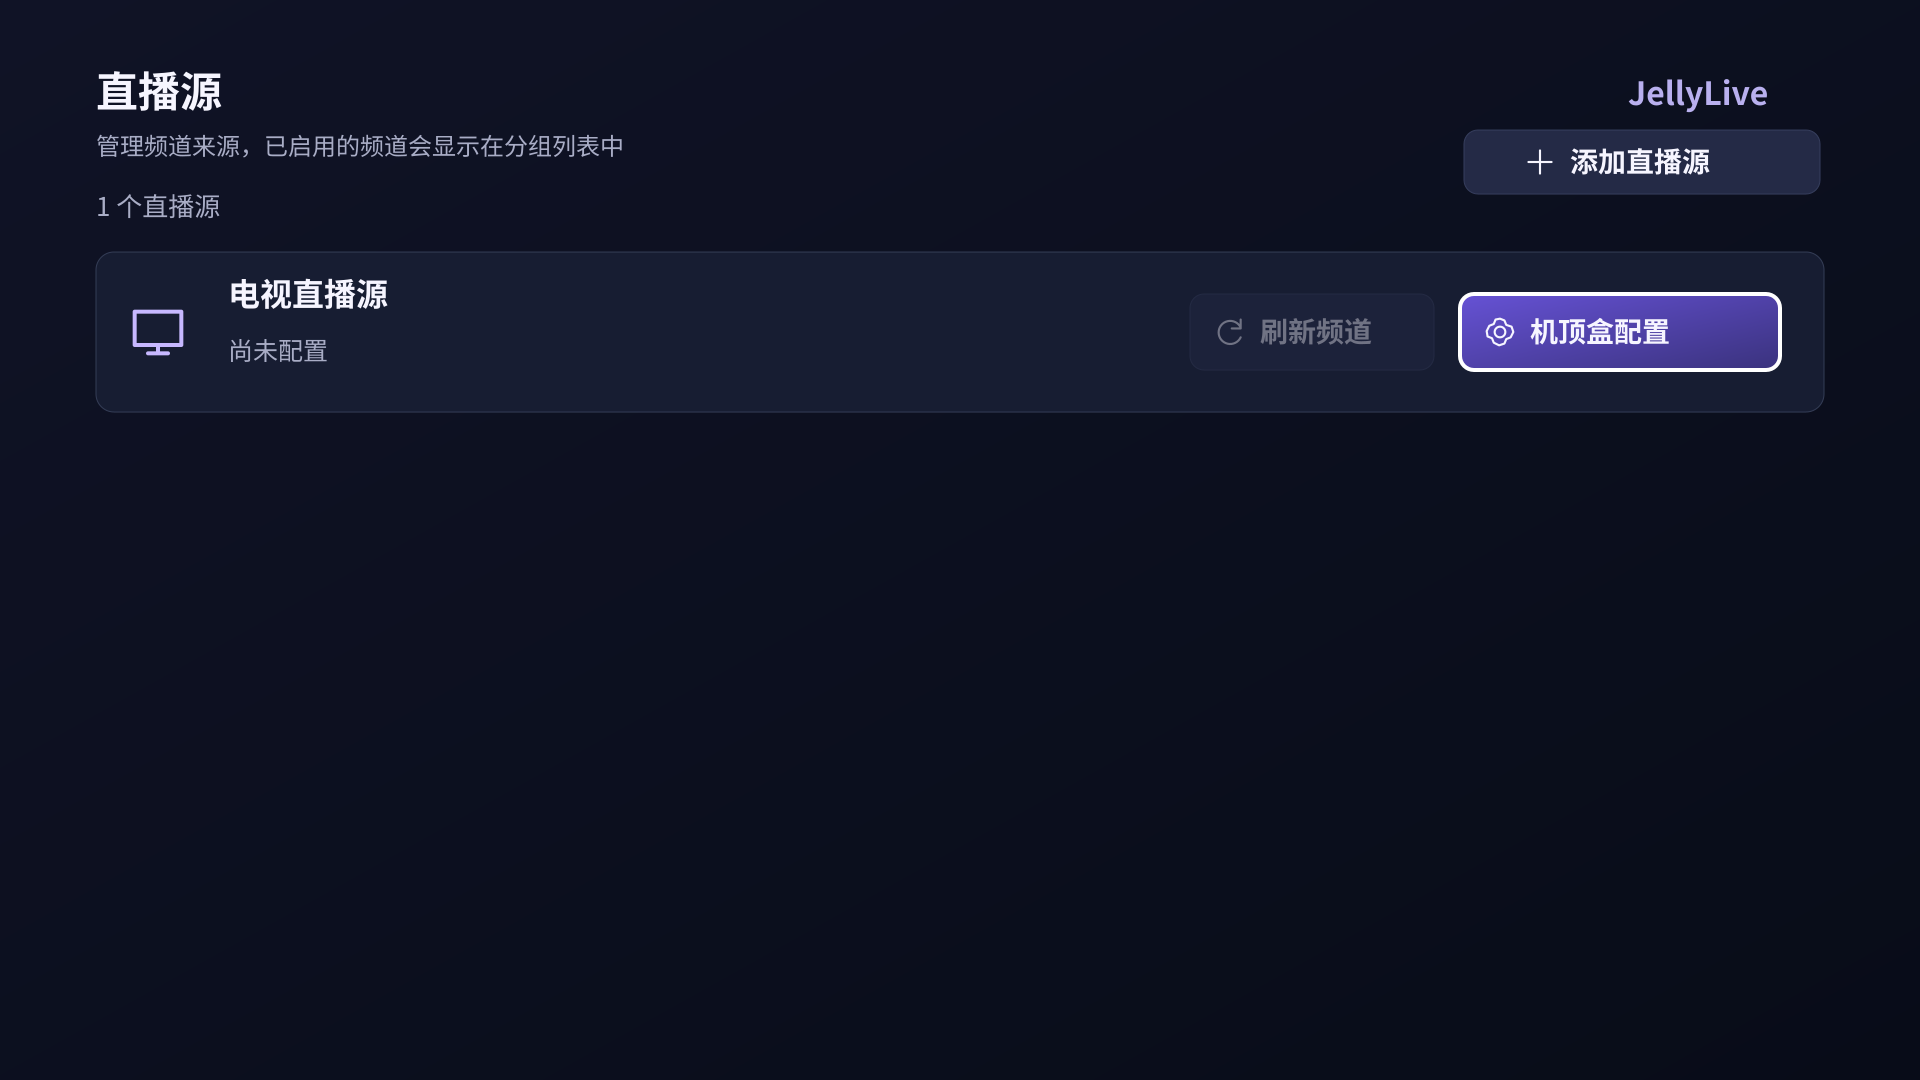 直播源
JellyLive
管理频道来源，已启用的频道会显示在分组列表中
添加直播源
1 个直播源
电视直播源
尚未配置
刷新频道
机顶盒配置